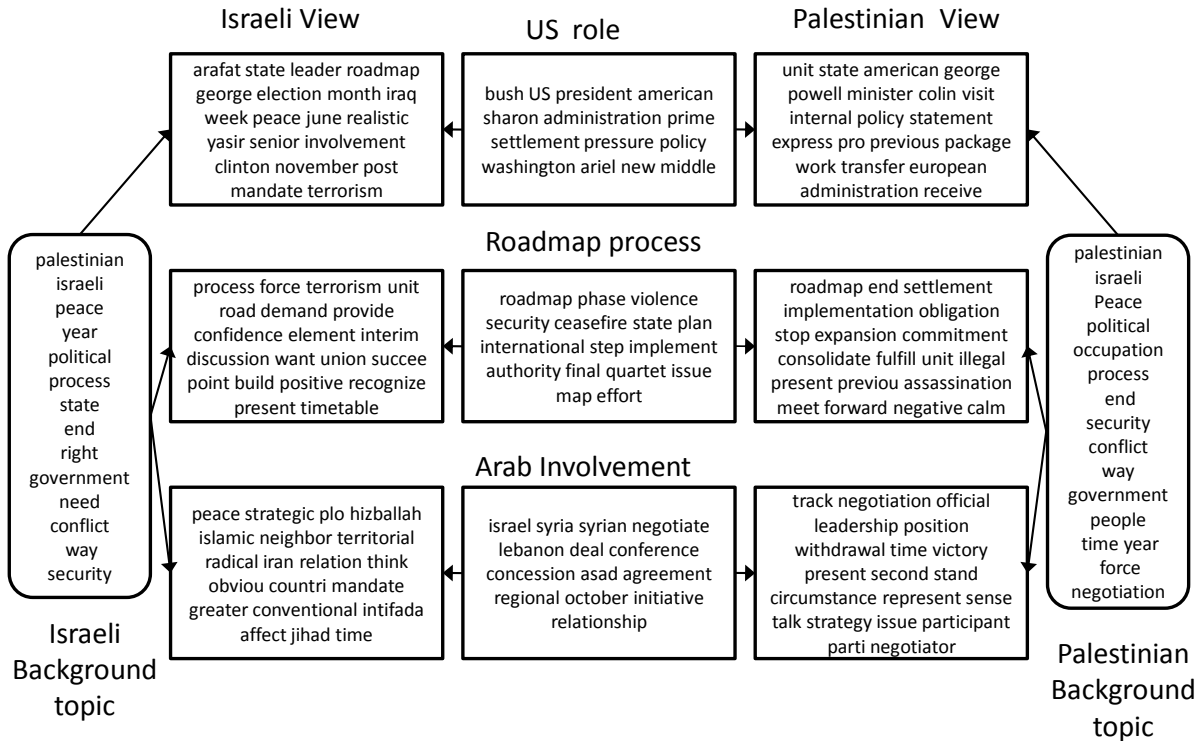 Israeli View
US role
Palestinian View
arafat state leader roadmap
george election month iraq
week peace june realistic
yasir senior involvement
clinton november post
mandate terrorism
bush US president american
sharon administration prime
settlement pressure policy
washington ariel new middle
unit state american george
powell minister colin visit
internal policy statement
express pro previous package
work transfer european
administration receive
palestinian
israeli
peace
year
political
process
state
end
right
government
need
conflict
way
security
Israeli
Background
topic
Roadmap process
process force terrorism unit
road demand provide
confidence element interim
discussion want union succee
point build positive recognize
present timetable
roadmap phase violence
security ceasefire state plan
international step implement
authority final quartet issue
map effort
roadmap end settlement
implementation obligation
stop expansion commitment
consolidate fulfill unit illegal
present previou assassination
meet forward negative calm
Arab Involvement
peace strategic plo hizballah
islamic neighbor territorial
radical iran relation think
obviou countri mandate
greater conventional intifada
affect jihad time
israel syria syrian negotiate
lebanon deal conference
concession asad agreement
regional october initiative
relationship
track negotiation official
leadership position
withdrawal time victory
present second stand
circumstance represent sense
talk strategy issue participant
parti negotiator
palestinian
israeli
Peace
political
occupation
process
end
security
conflict
way
government
people
time year
force
negotiation
Palestinian
Background
topic